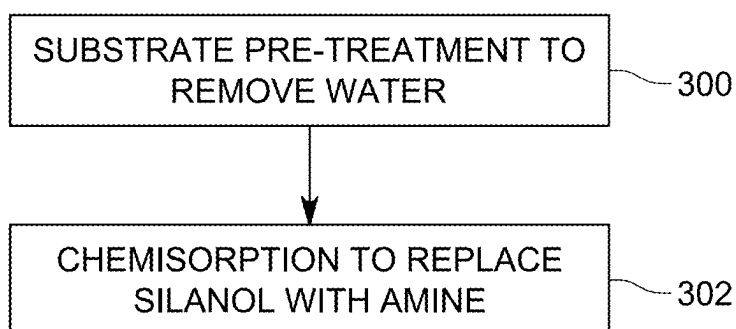 SUBSTRATE PRE-TREATMENT TO
REMOVE WATER
300
CHEMISORPTION TO REPLACE
SILANOL WITH AMINE
302